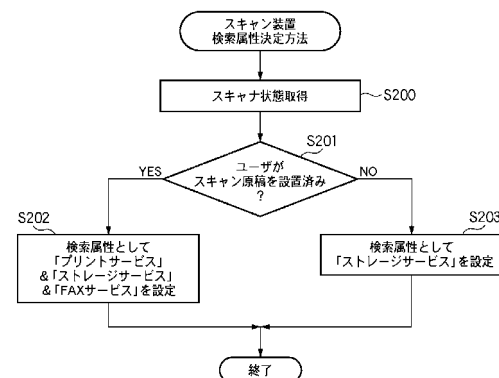 スキャン装置
検索属性決定方法
スキャナ状態取得
S200
S201
ユーザが
スキャン原稿を設置済み
?
YES
NO
S202
検索属性として
「プリントサービス」
&「ストレージサービス」
&「FAXサービス」を設定
S203
検索属性として
「ストレージサービス」を設定
終了